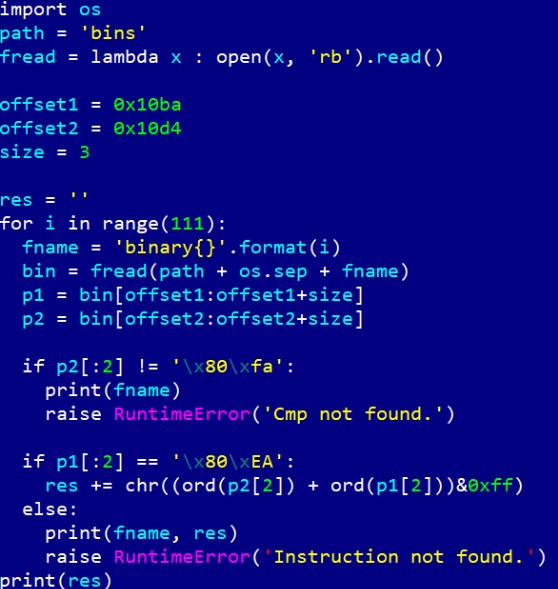 import os
path = 'bins'
fread = lambda x : open(x, 'rb').read()

offset1 = 0x10ba
offset2 = 0x10d4
size = 3

res = ''
for i in range(111):
  fname = 'binary{}'.format(i)
  bin = fread(path + os.sep + fname)
  p1 = bin[offset1:offset1+size]
  p2 = bin[offset2:offset2+size]

  if p2[:2] != '\x80\xfa':
    print(fname)
    raise RuntimeError('Cmp not found.')

  if p1[:2] == '\x80\xEA':
    res += chr((ord(p2[2]) + ord(p1[2]))&0xff)
  else:
    print(fname, res)
    raise RuntimeError('Instruction not found.')
print(res)